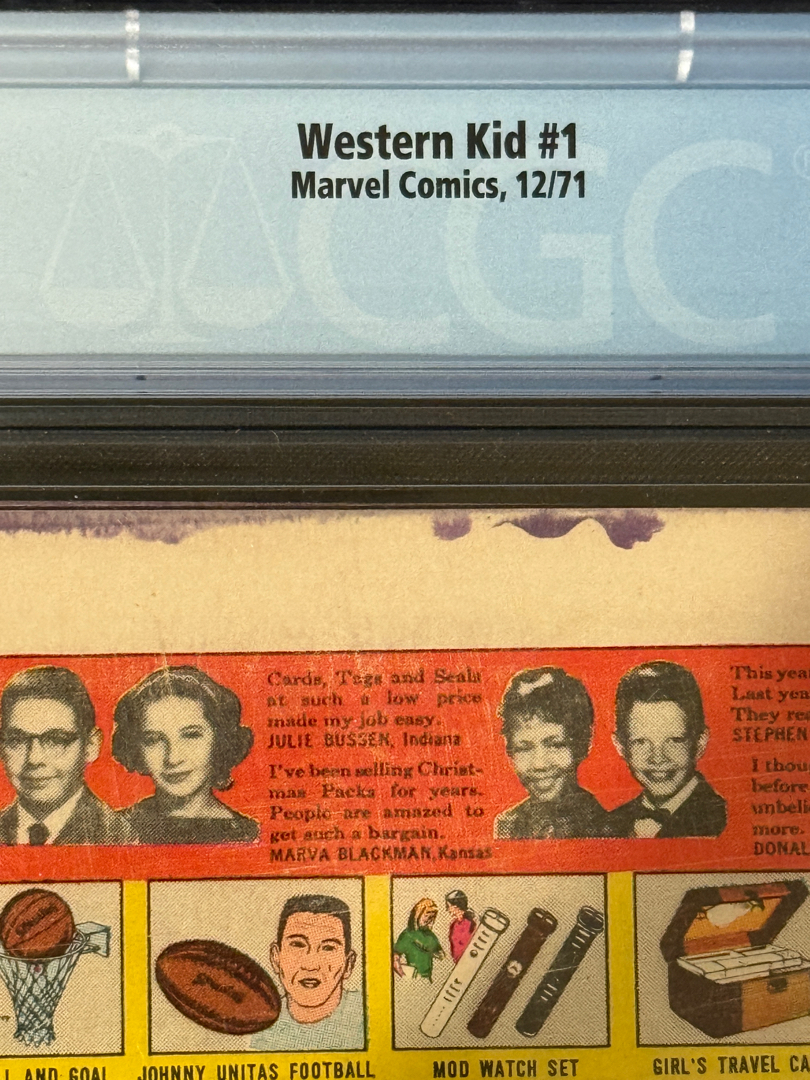 Western Kid #1
Marvel Comics, 12/71
CGC
Cards, Tags and Seals
at such a low price
made my job easy.
JULIE BUSSEN, Indiana
I've been selling Christ-
mas Packs for years.
People are amazed to
get such a bargain.
MARVA BLACKMAN, Kansas
This yea
Last yea
They re
STEPHEN
I thou
before
unbeli
more.
DONAL
L AND GOAL
JOHNNY UNITAS FOOTBALL
MOD WATCH SET
GIRL'S TRAVEL CA